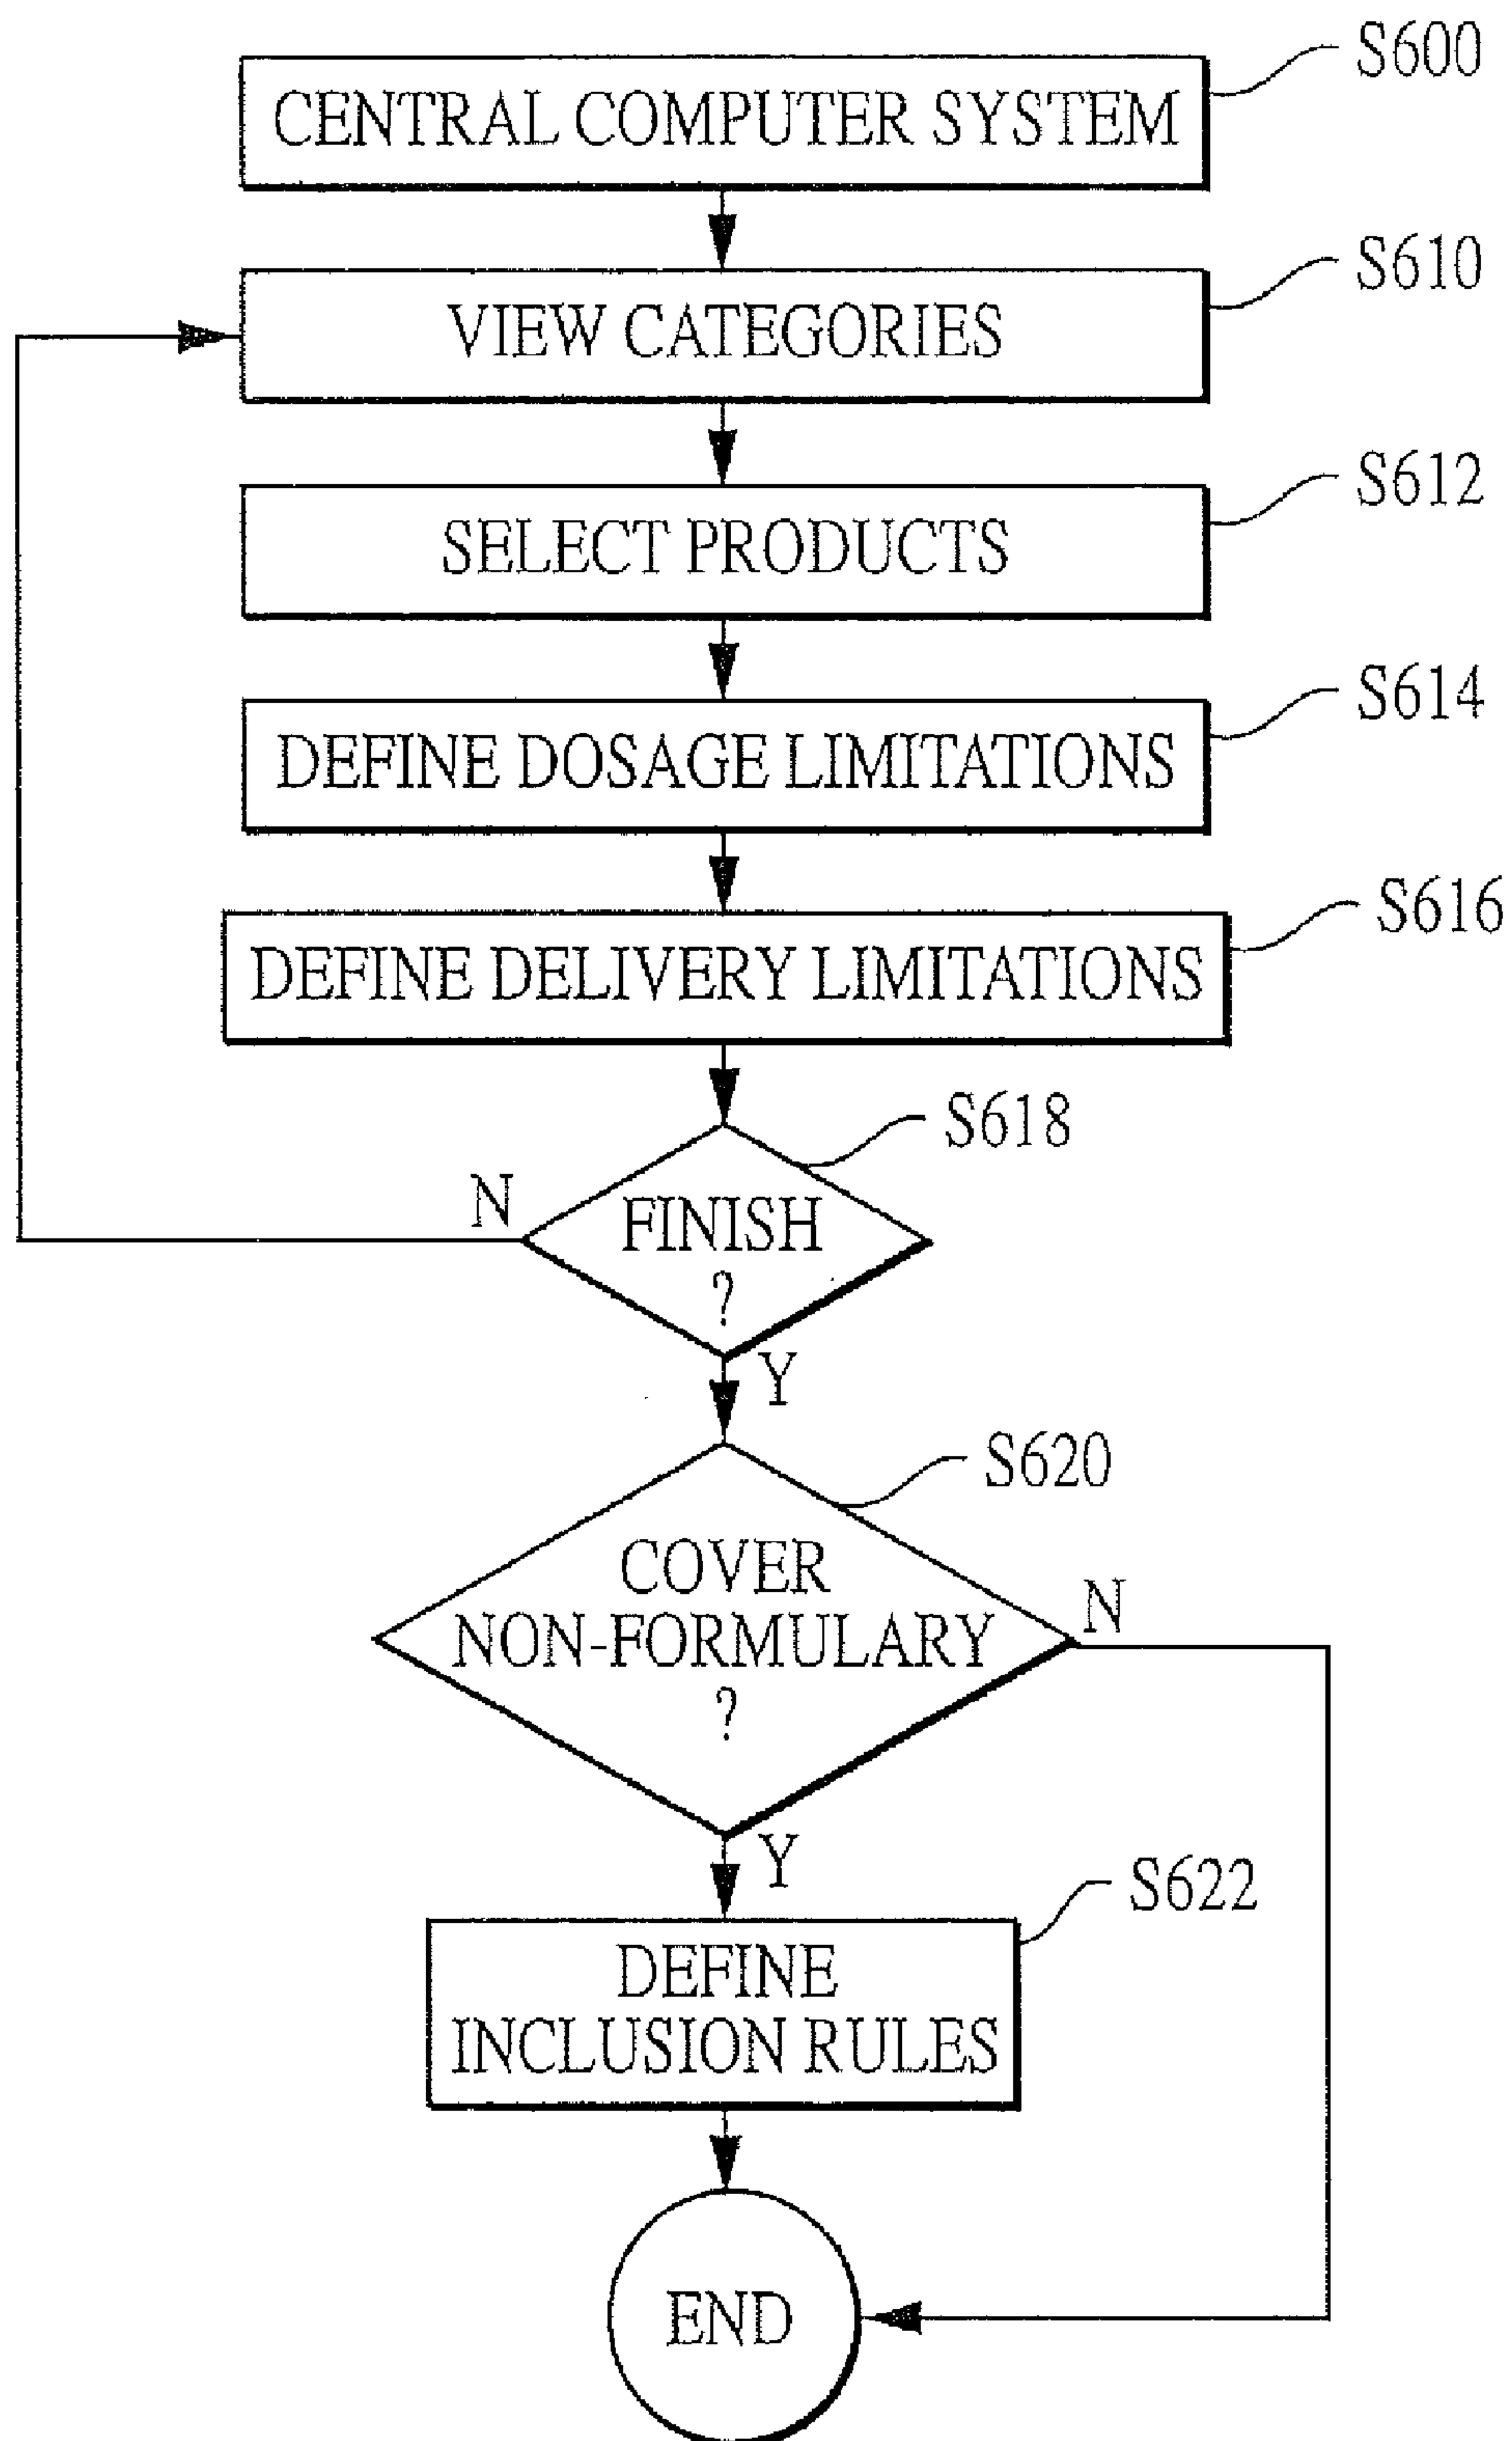 S600
CENTRAL COMPUTER SYSTEM
S610
VIEW CATEGORIES
S612
SELECT PRODUCTS
S614
DEFINE DOSAGE LIMITATIONS
S616
DEFINE DELIVERY LIMITATIONS
S618
N
FINISH
?
Y
S620
COVER
N
NON-FORMULARY
?
Y
S622
DEFINE
INCLUSION RULES
END